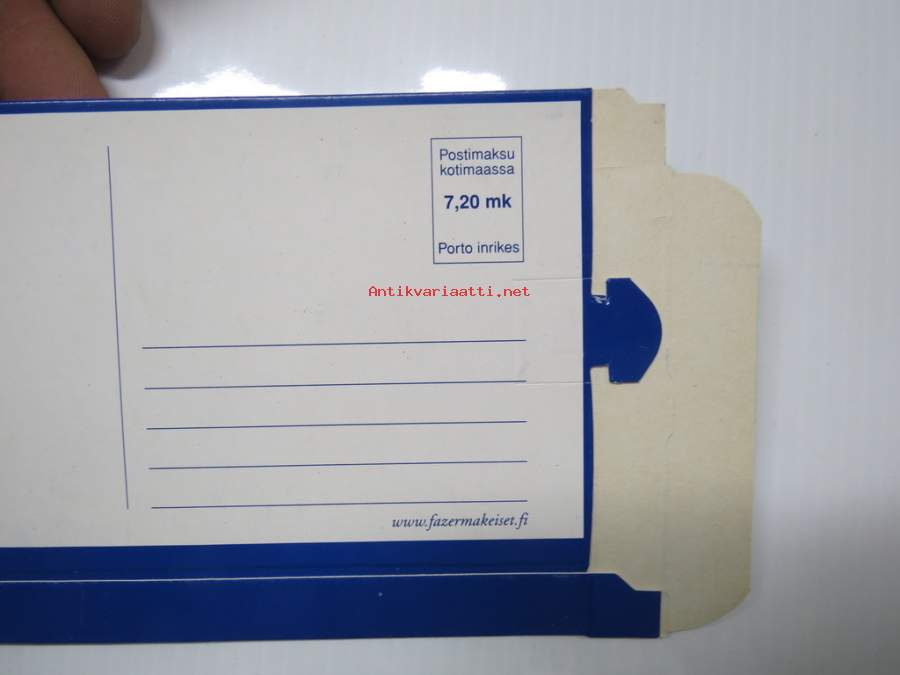 Postimaksu
kotimaassa
7,20 mk
Porto inrikes
Antikvariaatti.net
www.fazermakeiset.fi